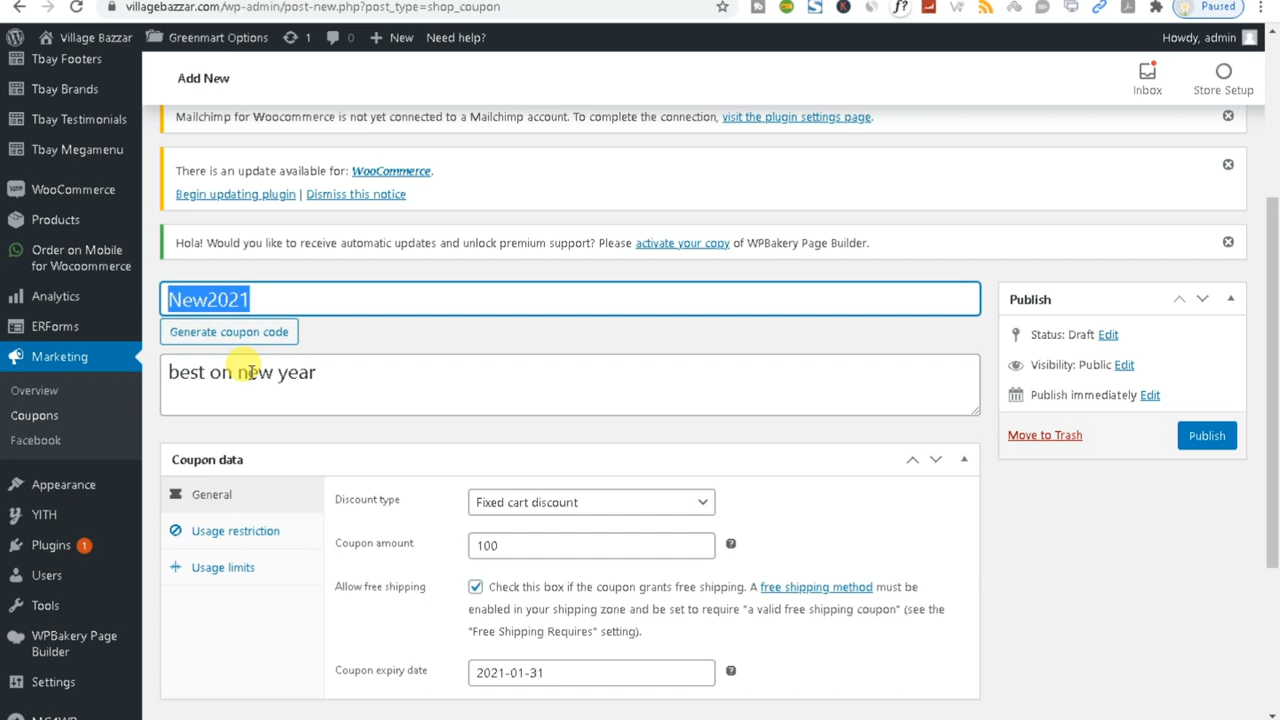 villagebazzar.com/wp-admin/post-new.php?post_type=shop_coupon
Paused
Village Bazzar
Greenmart Options
1
0
New
Need help?
Howdy, admin
Tbay Footers
Tbay Brands
Tbay Testimonials
Tbay Megamenu
WooCommerce
Products
Order on Mobile
for Wocoommerce
Analytics
ERForms
Marketing
Overview
Coupons
Facebook
Appearance
YITH
Plugins 1
Users
Tools
WPBakery Page
Builder
Settings
MC4WP
Add New
Inbox
Store Setup
Mailchimp for Woocommerce is not yet connected to a Mailchimp account. To complete the connection, visit the plugin settings page.
There is an update available for: WooCommerce.
Begin updating plugin | Dismiss this notice
Hola! Would you like to receive automatic updates and unlock premium support? Please activate your copy of WPBakery Page Builder.
New2021
Generate coupon code
best on new year
Coupon data
General
Usage restriction
Usage limits
Discount type
Fixed cart discount
Coupon amount
100
Allow free shipping
Check this box if the coupon grants free shipping. A free shipping method must be
enabled in your shipping zone and be set to require "a valid free shipping coupon" (see the
"Free Shipping Requires" setting).
Coupon expiry date
2021-01-31
Publish
Status: Draft Edit
Visibility: Public Edit
Publish immediately Edit
Move to Trash
Publish